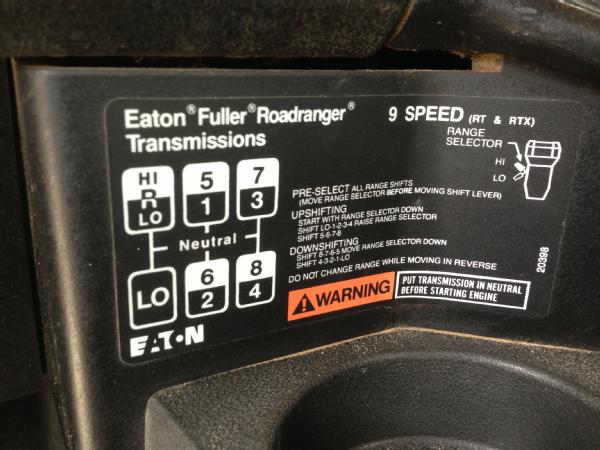 Eaton® Fuller® Roadranger®
Transmissions
9 SPEED (RT & RTX)
RANGE
SELECTOR
HI
LO
HI
R
LO
5
1
7
3
Neutral
LO
6
2
8
4
PRE-SELECT ALL RANGE SHIFTS
(MOVE RANGE SELECTOR BEFORE MOVING SHIFT LEVER)
UPSHIFTING
START WITH RANGE SELECTOR DOWN
SHIFT LO-1-2-3-4 RAISE RANGE SELECTOR
SHIFT 5-6-7-8
DOWNSHIFTING
SHIFT 8-7-6-5 MOVE RANGE SELECTOR DOWN
SHIFT 4-3-2-1-LO
DO NOT CHANGE RANGE WHILE MOVING IN REVERSE
WARNING
PUT TRANSMISSION IN NEUTRAL
BEFORE STARTING ENGINE
20398
EATON